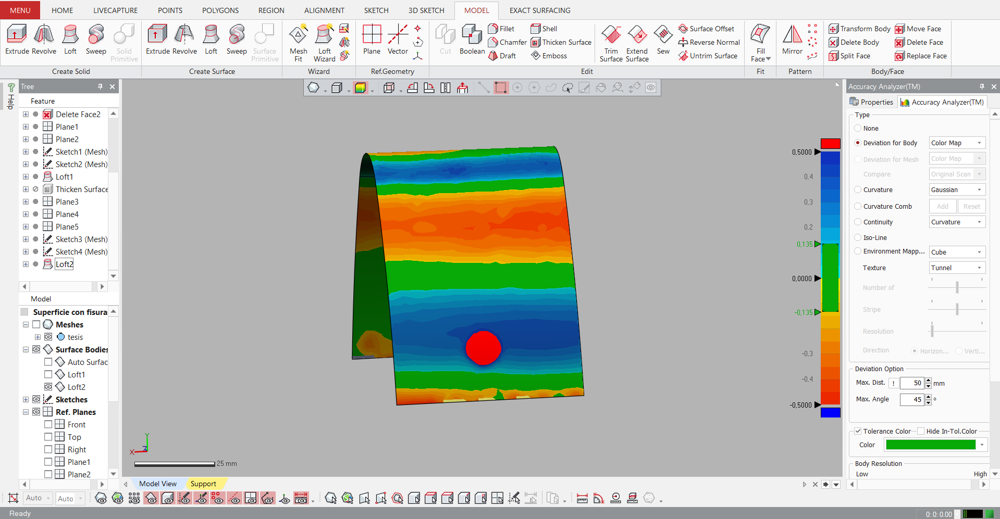 MENU HOME LIVECAPTURE POINTS POLYGONS REGION ALIGNMENT SKETCH 3D SKETCH MODEL EXACT SURFACING
Extrude Revolve Loft Sweep Solid Primitive
Create Solid
Extrude Revolve Loft Sweep Surface Primitive
Create Surface
Mesh Fit Loft Wizard
Wizard
Plane Vector
Ref.Geometry
Cut Boolean
Fillet
Chamfer
Draft
Shell
Thicken Surface
Emboss
Trim Surface Extend Surface Sew
Surface Offset
Reverse Normal
Untrim Surface
Edit
Fill Face
Fit
Mirror
Pattern
Transform Body
Delete Body
Split Face
Move Face
Delete Face
Replace Face
Body/Face
? Help
Tree
Feature
Delete Face2
Plane1
Plane2
Sketch1 (Mesh)
Sketch2 (Mesh)
Loft1
Thicken Surface
Plane3
Plane4
Plane5
Sketch3 (Mesh)
Sketch4 (Mesh)
Loft2
Model
Superficie con fisura
Meshes
tesis
Surface Bodies
Auto Surfac
Loft1
Loft2
Sketches
Ref. Planes
Front
Top
Right
Plane1
Plane2
Y
X Z
25 mm
0,5000
0,4
0,3
0,2
0,135
0,0000
-0,135
-0,3
-0,4
-0,5000
Model View Support
Accuracy Analyzer(TM)
Properties Accuracy Analyzer(TM)
Type
None
Deviation for Body Color Map
Deviation for Mesh Color Map
Compare Original Scan
Curvature Gaussian
Curvature Comb Add Reset
Continuity Curvature
Iso-Line
Environment Mapp... Cube
Texture Tunnel
Number of
Stripe
Resolution
Direction Horizon... Verti...
Deviation Option
Max. Dist. ! 50 mm
Max. Angle 45 °
Tolerance Color Hide In-Tol.Color
Color
Body Resolution
Low High
Auto Auto
Ready
0: 0: 0.00